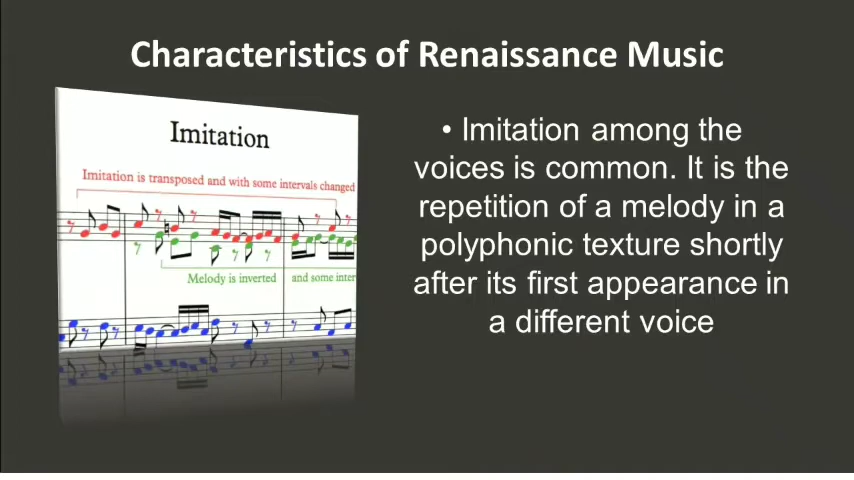 Characteristics of Renaissance Music
Imitation
Imitation is transposed and with some intervals changed
Melody is inverted and some inter
• Imitation among the
voices is common. It is the
repetition of a melody in a
polyphonic texture shortly
after its first appearance in
a different voice